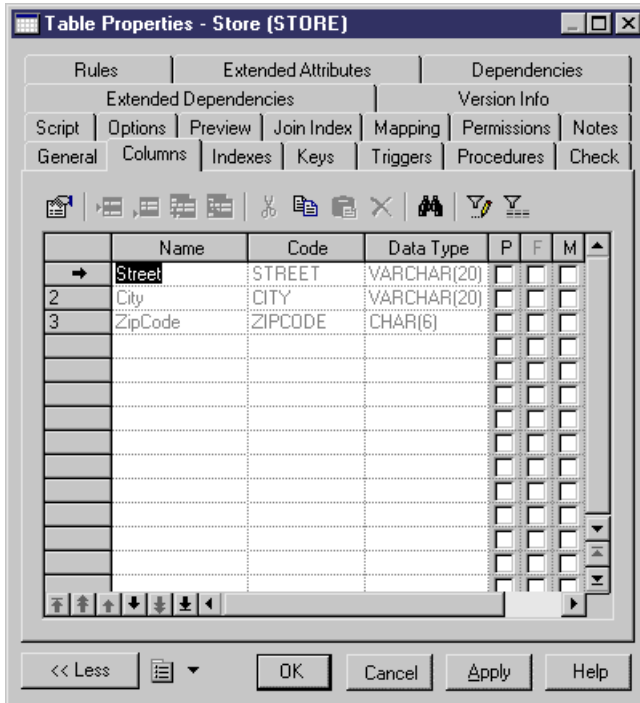 Table Properties - Store (STORE)
Rules Extended Attributes Dependencies
Extended Dependencies Version Info
Script Options Preview Join Index Mapping Permissions Notes
General Columns Indexes Keys Triggers Procedures Check
Name Code Data Type P F M
Street STREET VARCHAR(20)
2 City CITY VARCHAR(20)
3 ZipCode ZIPCODE CHAR(6)
<< Less OK Cancel Apply Help